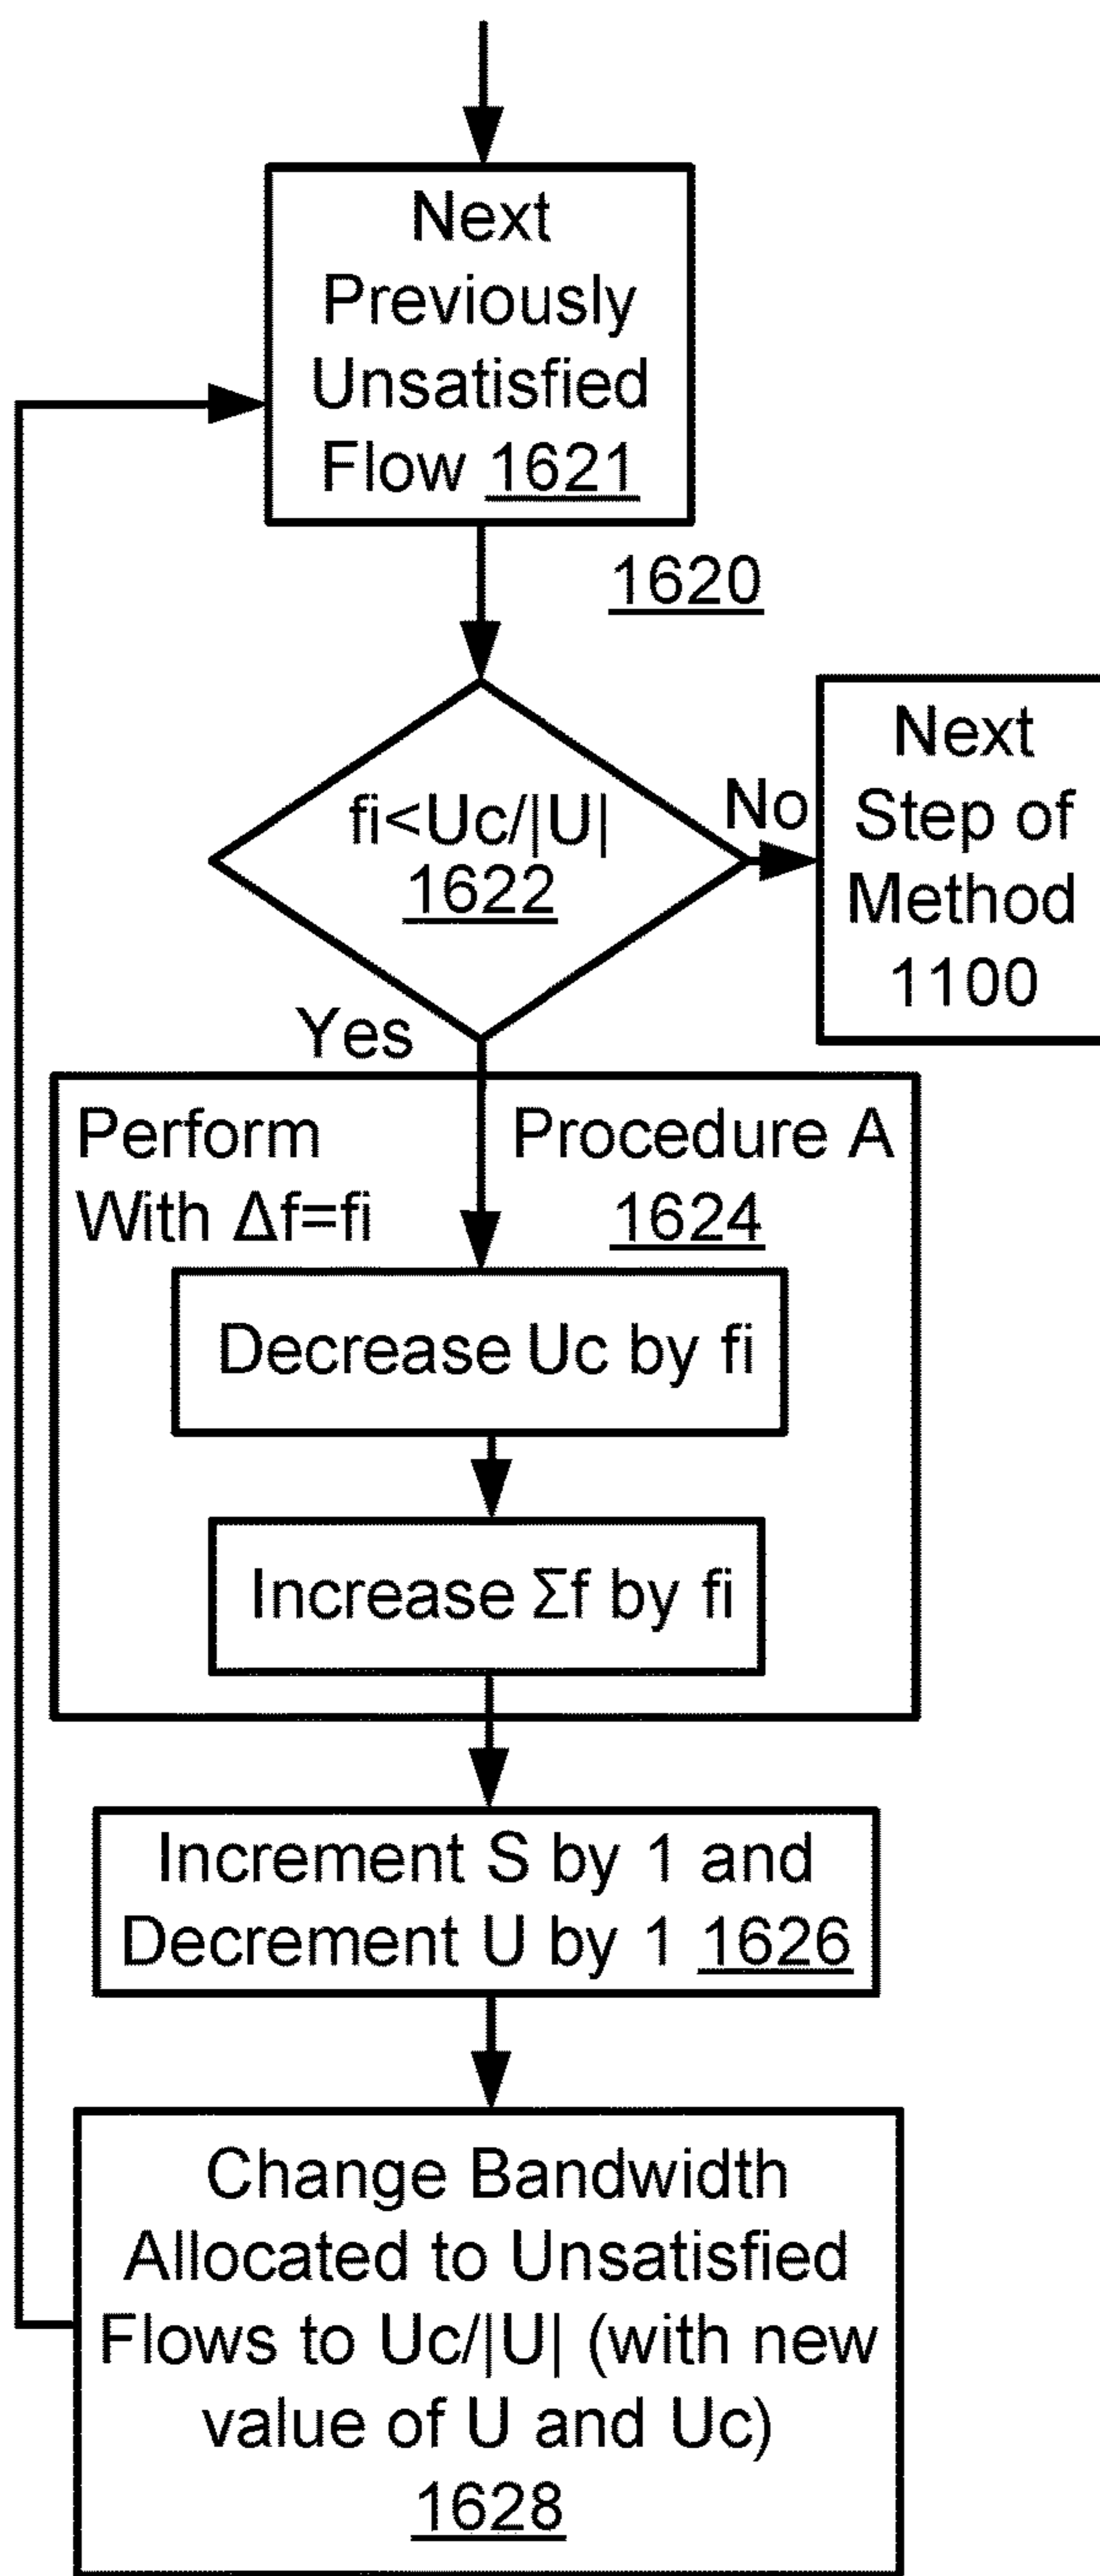 Next
Previously
Unsatisfied
Flow 1621
1620
fi<Uc/|U|
1622
No
Next
Step of
Method
1100
Yes
Perform
With Δf=fi
Procedure A
1624
Decrease Uc by fi
Increase Σf by fi
Increment S by 1 and
Decrement U by 1 1626
Change Bandwidth
Allocated to Unsatisfied
Flows to Uc/|U| (with new
value of U and Uc)
1628